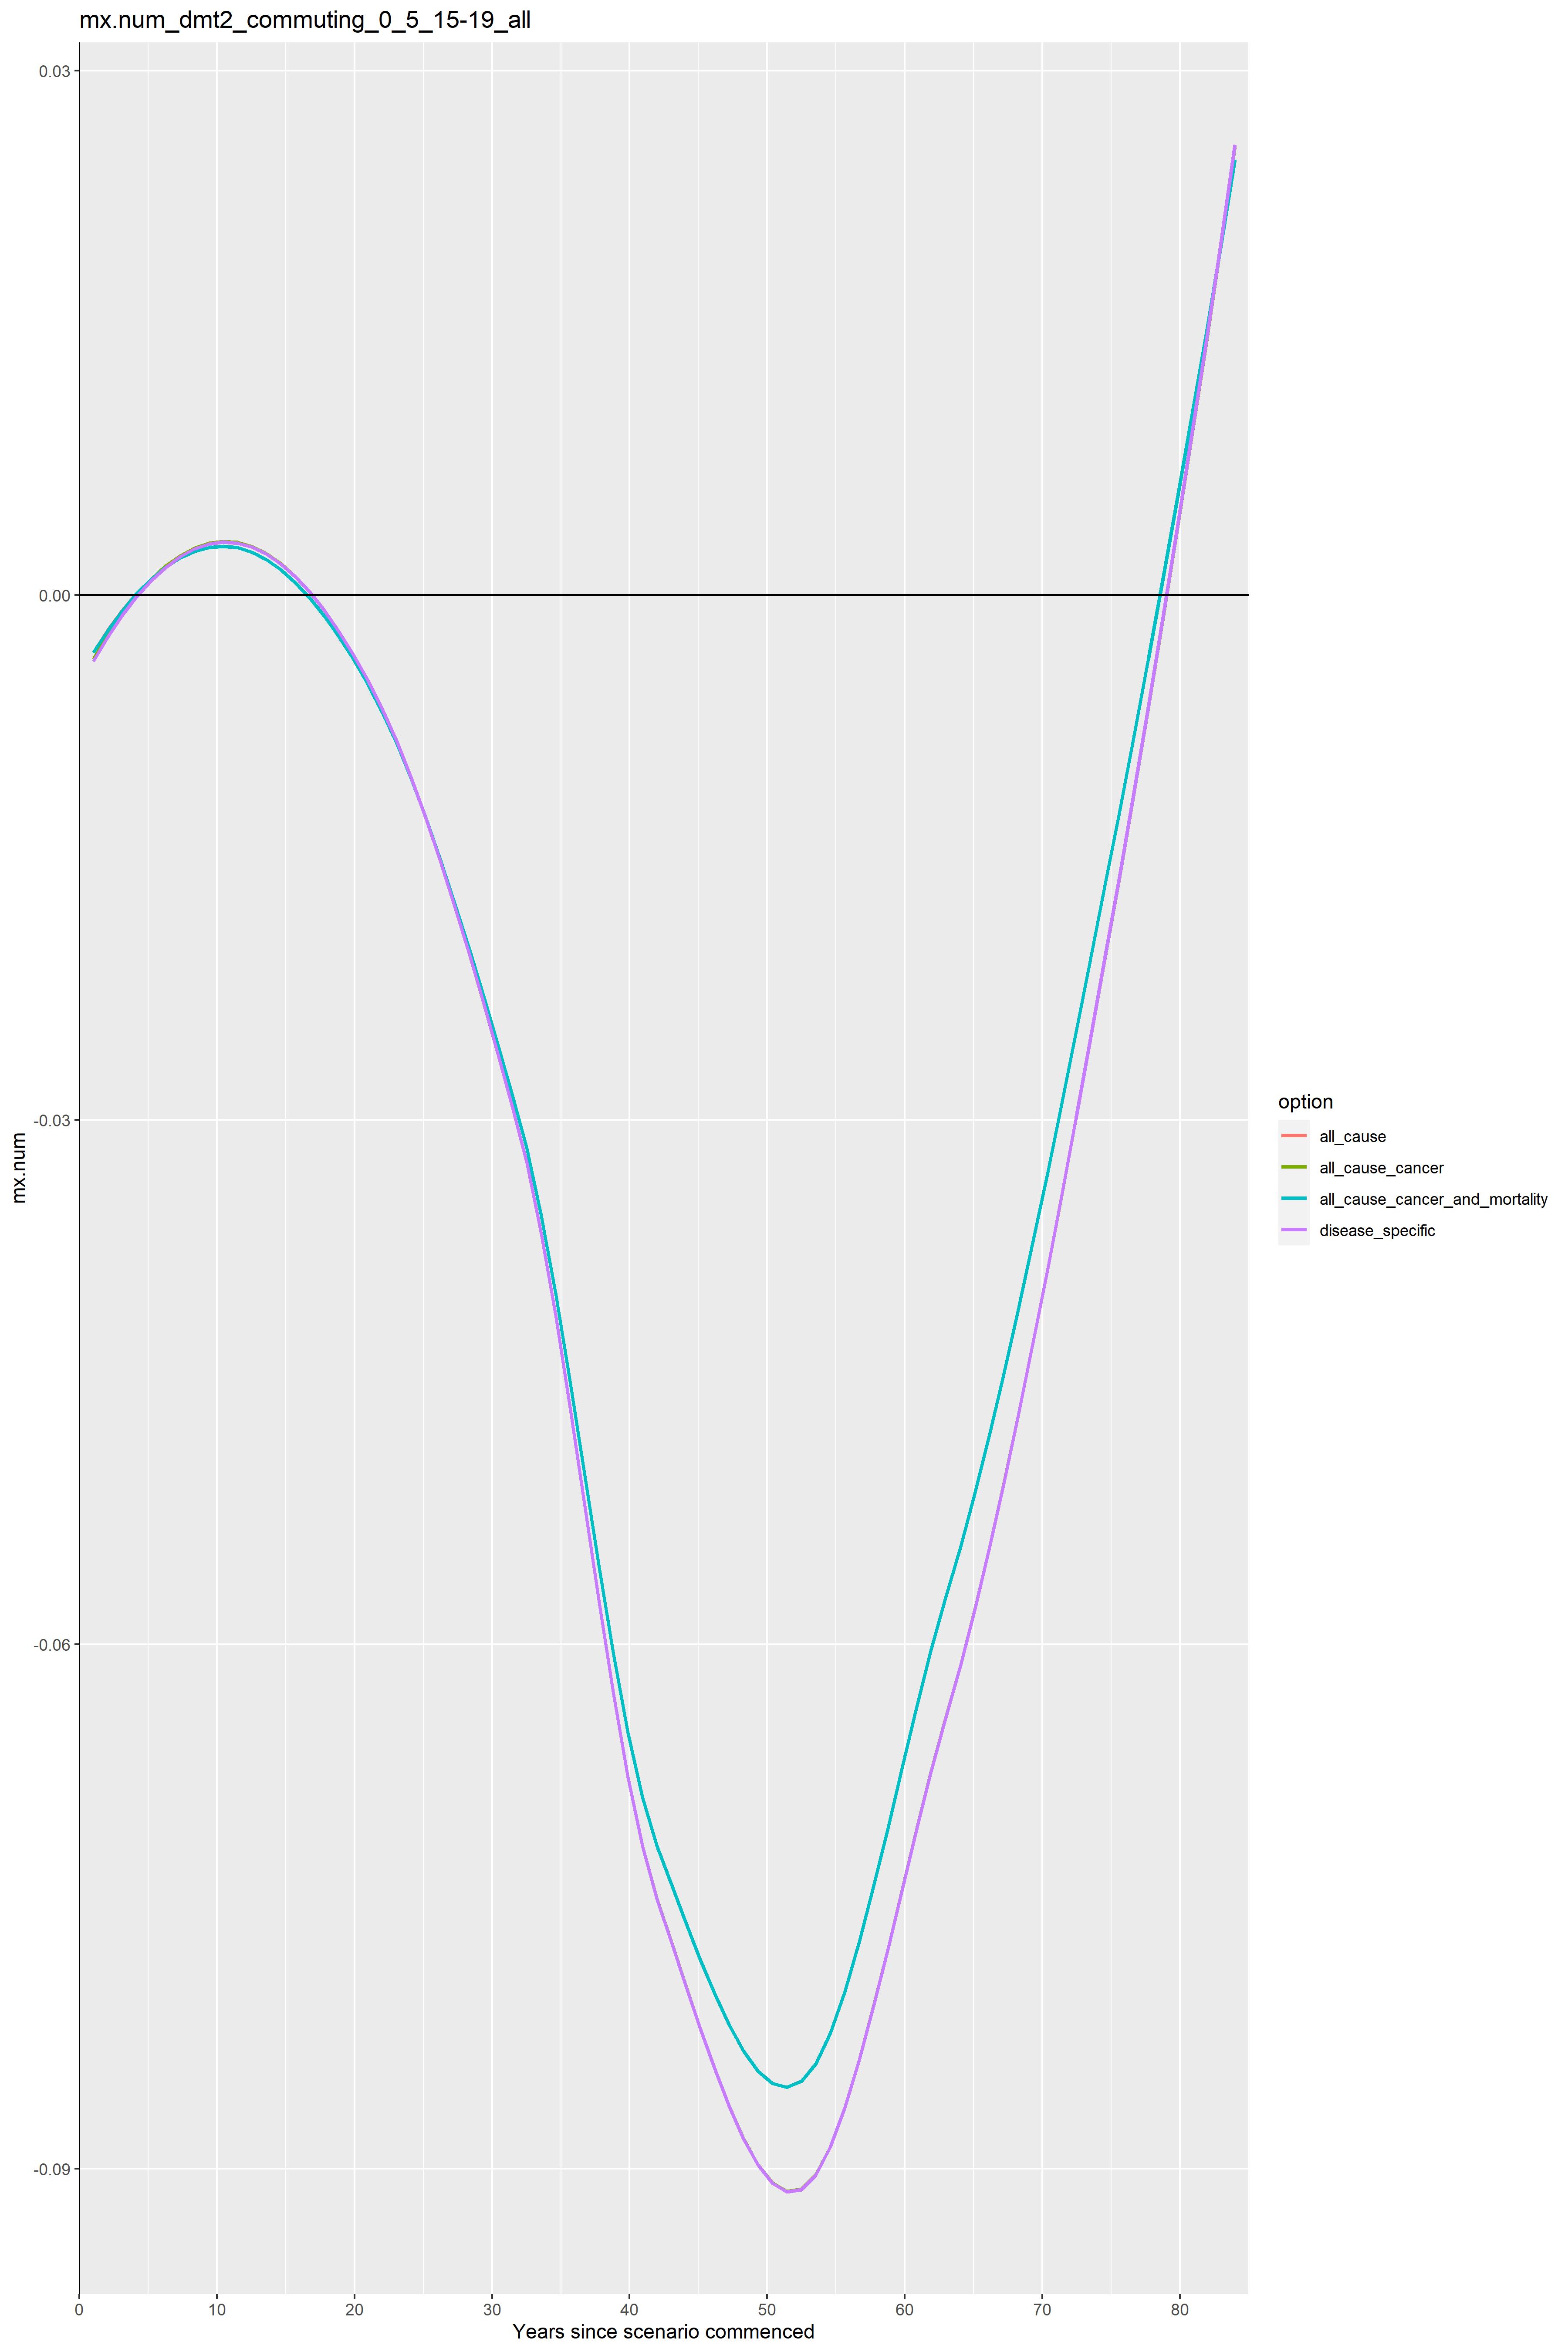 mx.num_dmt2_commuting_0_5_15-19_all
0.03
0.00
-0.03
-0.06
-0.09
mx.num
0 10 20 30 40 50 60 70 80
Years since scenario commenced
option
all_cause
all_cause_cancer
all_cause_cancer_and_mortality
disease_specific